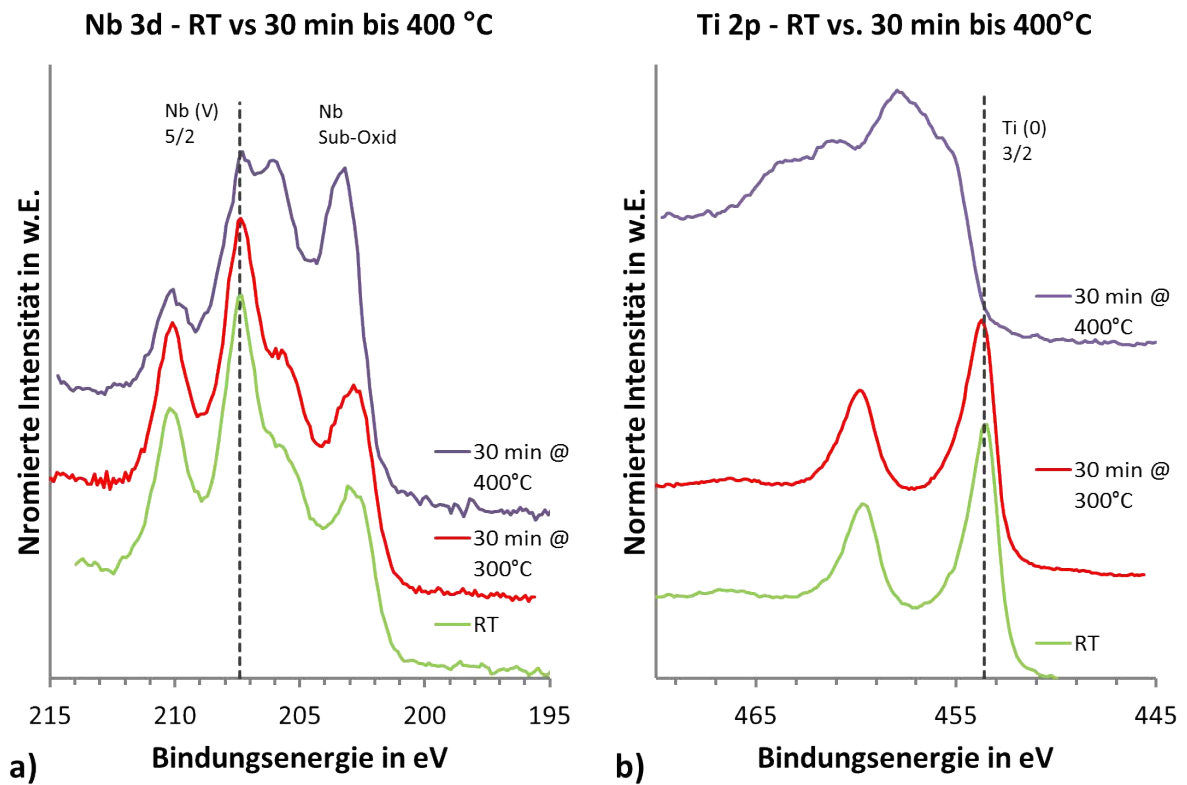 Nb 3d - RT vs 30 min bis 400 °C
Nb (V)
5/2
Nb
Sub-Oxid
Nromierte Intensität in w.E.
30 min @
400°C
30 min @
300°C
RT
215
210
205
200
195
Bindungsenergie in eV
a)
Ti 2p - RT vs. 30 min bis 400°C
Ti (0)
3/2
Normierte Intensität in w.E.
30 min @
400°C
30 min @
300°C
RT
465
454
445
Bindungsenergie in eV
b)